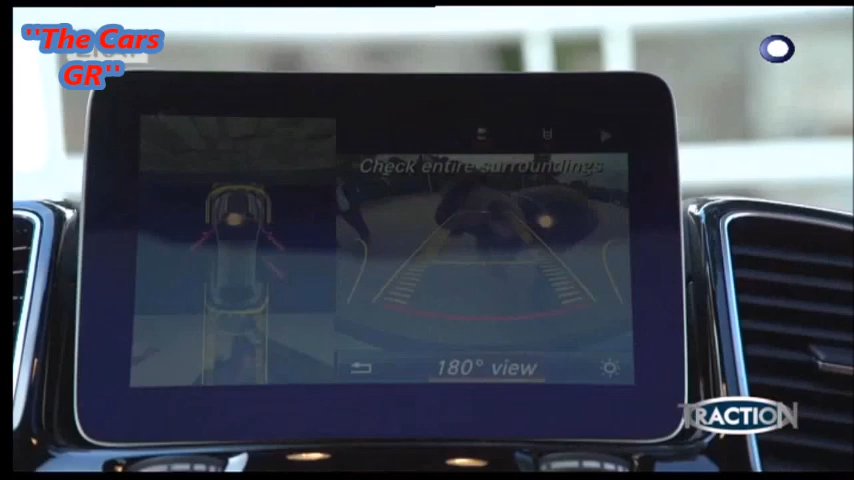 ''The Cars
GR''
Check entire surroundings
180° view
TRACTION